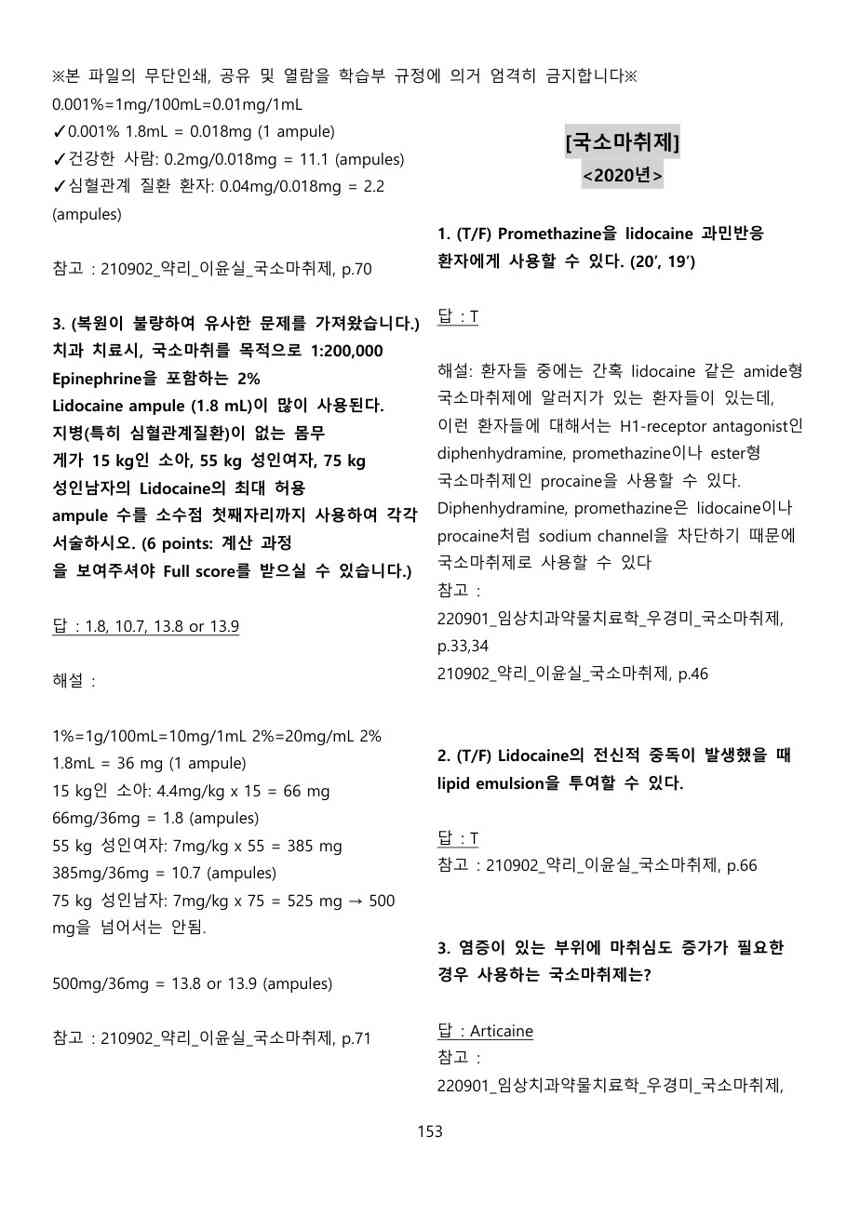 ※본 파일의 무단인쇄, 공유 및 열람을 학습부 규정에 의거 엄격히 금지합니다※
0.001%=1mg/100mL=0.01mg/1mL
✓0.001% 1.8mL = 0.018mg (1 ampule)
✓건강한 사람: 0.2mg/0.018mg = 11.1 (ampules)
✓심혈관계 질환 환자: 0.04mg/0.018mg = 2.2
(ampules)
참고 : 210902_약리_이윤실_국소마취제, p.70
3. (복원이 불량하여 유사한 문제를 가져왔습니다.)
치과 치료시, 국소마취를 목적으로 1:200,000
Epinephrine을 포함하는 2%
Lidocaine ampule (1.8 mL)이 많이 사용된다.
지병(특히 심혈관계질환)이 없는 몸무
게가 15 kg인 소아, 55 kg 성인여자, 75 kg
성인남자의 Lidocaine의 최대 허용
ampule 수를 소수점 첫째자리까지 사용하여 각각
서술하시오. (6 points: 계산 과정
을 보여주셔야 Full score를 받으실 수 있습니다.)
답 : 1.8, 10.7, 13.8 or 13.9
해설 :
1%=1g/100mL=10mg/1mL 2%=20mg/mL 2%
1.8mL = 36 mg (1 ampule)
15 kg인 소아: 4.4mg/kg x 15 = 66 mg
66mg/36mg = 1.8 (ampules)
55 kg 성인여자: 7mg/kg x 55 = 385 mg
385mg/36mg = 10.7 (ampules)
75 kg 성인남자: 7mg/kg x 75 = 525 mg → 500
mg을 넘어서는 안됨.
500mg/36mg = 13.8 or 13.9 (ampules)
참고 : 210902_약리_이윤실_국소마취제, p.71
[국소마취제]
<2020년>
1. (T/F) Promethazine을 lidocaine 과민반응
환자에게 사용할 수 있다. (20’, 19’)
답 : T
해설: 환자들 중에는 간혹 lidocaine 같은 amide형
국소마취제에 알러지가 있는 환자들이 있는데,
이런 환자들에 대해서는 H1-receptor antagonist인
diphenhydramine, promethazine이나 ester형
국소마취제인 procaine을 사용할 수 있다.
Diphenhydramine, promethazine은 lidocaine이나
procaine처럼 sodium channel을 차단하기 때문에
국소마취제로 사용할 수 있다
참고 :
220901_임상치과약물치료학_우경미_국소마취제,
p.33,34
210902_약리_이윤실_국소마취제, p.46
2. (T/F) Lidocaine의 전신적 중독이 발생했을 때
lipid emulsion을 투여할 수 있다.
답 : T
참고 : 210902_약리_이윤실_국소마취제, p.66
3. 염증이 있는 부위에 마취심도 증가가 필요한
경우 사용하는 국소마취제는?
답 : Articaine
참고 :
220901_임상치과약물치료학_우경미_국소마취제,
153